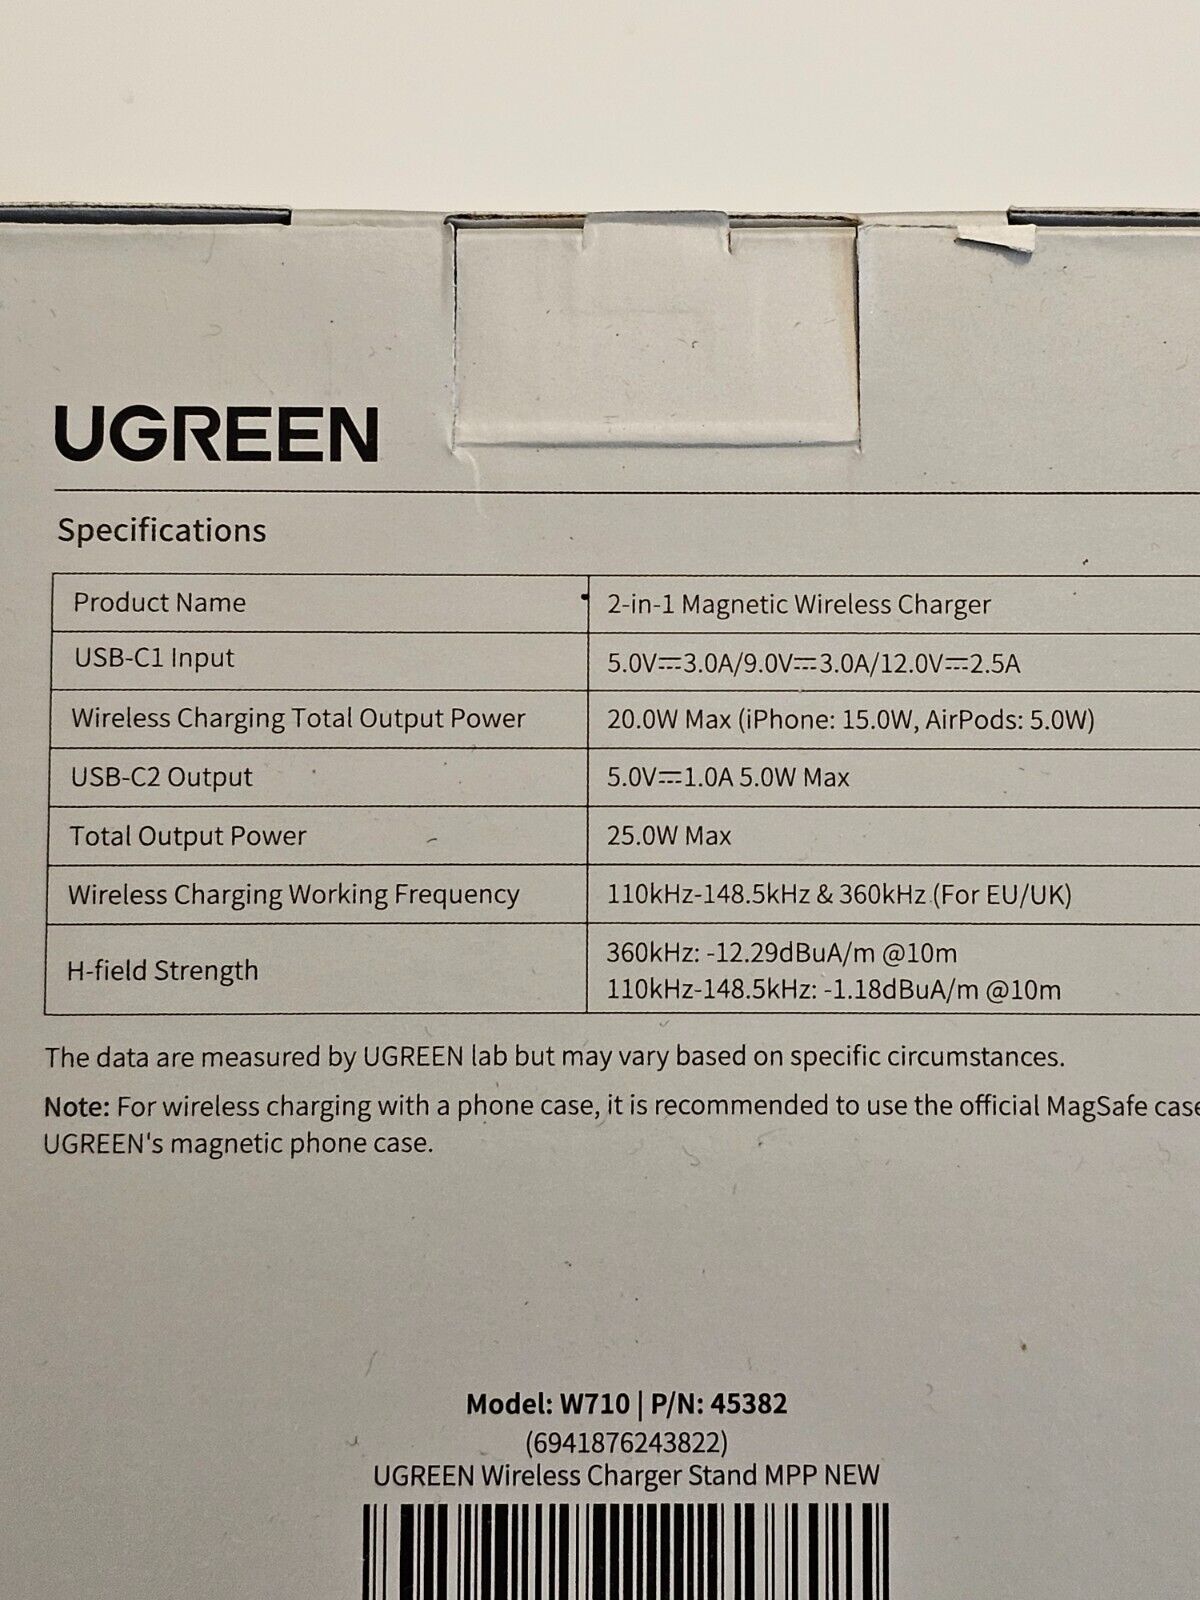 UGREEN
Specifications
Product Name 2-in-1 Magnetic Wireless Charger
USB-C1 Input 5.0V⎓3.0A/9.0V⎓3.0A/12.0V⎓2.5A
Wireless Charging Total Output Power 20.0W Max (iPhone: 15.0W, AirPods: 5.0W)
USB-C2 Output 5.0V⎓1.0A 5.0W Max
Total Output Power 25.0W Max
Wireless Charging Working Frequency 110kHz-148.5kHz & 360kHz (For EU/UK)
H-field Strength 360kHz: -12.29dBuA/m @10m
110kHz-148.5kHz: -1.18dBuA/m @10m
The data are measured by UGREEN lab but may vary based on specific circumstances.
Note: For wireless charging with a phone case, it is recommended to use the official MagSafe case
UGREEN's magnetic phone case.
Model: W710 | P/N: 45382
(6941876243822)
UGREEN Wireless Charger Stand MPP NEW